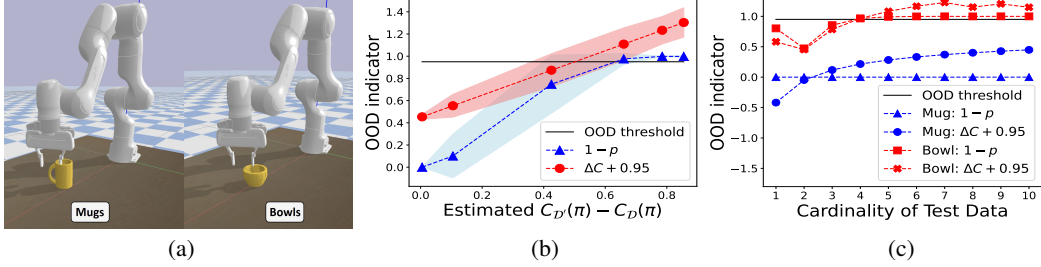 Mugs
Bowls
(a)
OOD indicator
1.4
1.2
1.0
0.8
0.6
0.4
0.2
0.0
OOD threshold
1 − p
ΔC + 0.95
0.0 0.2 0.4 0.6 0.8
Estimated C_D′(π) − C_D(π)
(b)
OOD indicator
1.0
0.5
0.0
−0.5
−1.0
−1.5
OOD threshold
Mug: 1 − p
Mug: ΔC + 0.95
Bowl: 1 − p
Bowl: ΔC + 0.95
1 2 3 4 5 6 7 8 9 10
Cardinality of Test Data
(c)